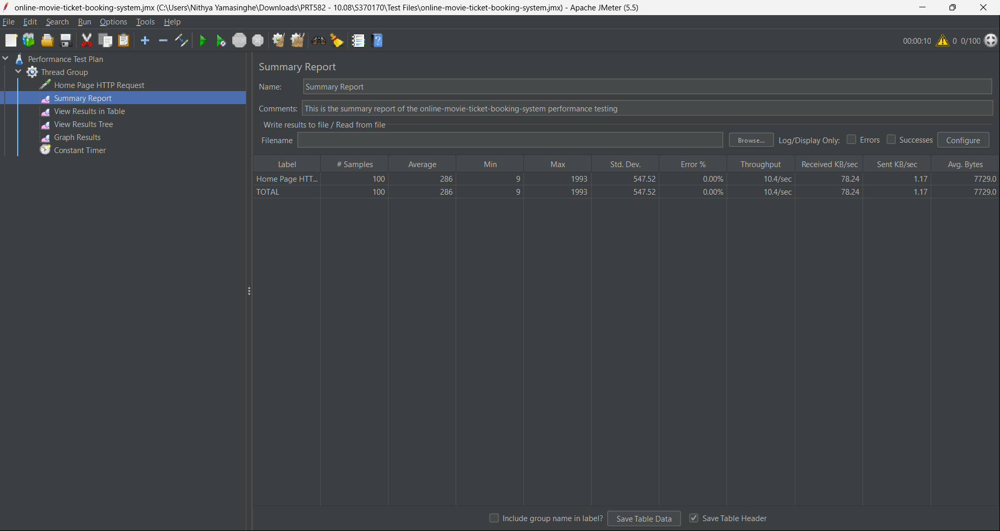 online-movie-ticket-booking-system.jmx (C:\Users\Nithya Yamasinghe\Downloads\PRT582 - 10.08\S370170\Test Files\online-movie-ticket-booking-system.jmx) - Apache JMeter (5.5)
File Edit Search Run Options Tools Help
STOP ? 00:00:10 0 0/100
Performance Test Plan
Thread Group
Home Page HTTP Request
Summary Report
View Results in Table
View Results Tree
Graph Results
Constant Timer
Summary Report
Name: Summary Report
Comments: This is the summary report of the online-movie-ticket-booking-system performance testing
Write results to file / Read from file
Filename Browse... Log/Display Only: Errors Successes Configure
Label # Samples Average Min Max Std. Dev. Error % Throughput Received KB/sec Sent KB/sec Avg. Bytes
Home Page HTT... 100 286 9 1993 547.52 0.00% 10.4/sec 78.24 1.17 7729.0
TOTAL 100 286 9 1993 547.52 0.00% 10.4/sec 78.24 1.17 7729.0
Include group name in label? Save Table Data Save Table Header